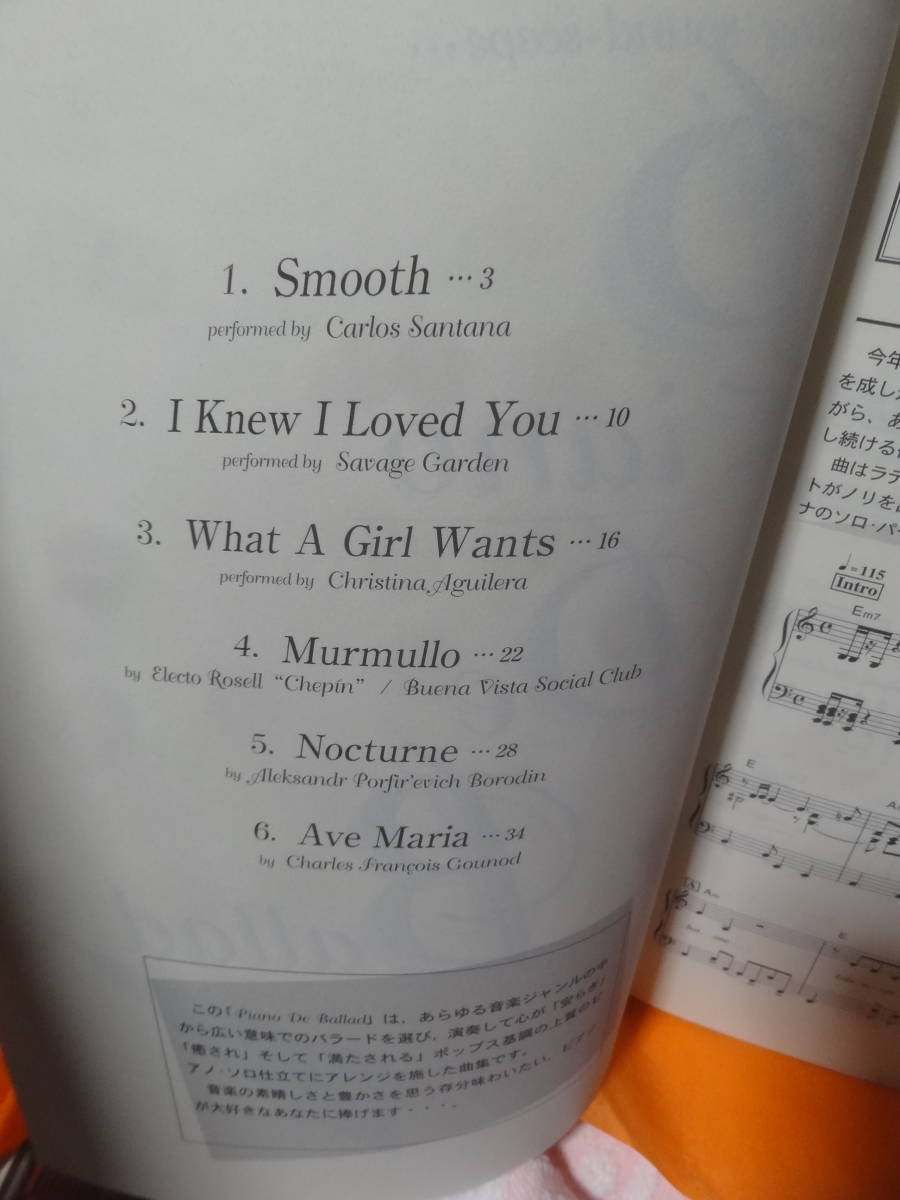 1. Smooth … 3
performed by Carlos Santana
2. I Knew I Loved You … 10
performed by Savage Garden
3. What A Girl Wants … 16
performed by Christina Aguilera
4. Murmullo … 22
by Electo Rosell “Chepín” / Buena Vista Social Club
5. Nocturne … 28
by Aleksandr Porfir'evich Borodin
6. Ave Maria … 34
by Charles François Gounod
この「Piano De Ballad」は、あらゆる音楽ジャンルの中
から広い意味でのバラードを選び、演奏して心が「安らぎ」
「癒され」そして「満たされる」ポップス基調の上質のピ
アノ・ソロ仕立てにアレンジを施した曲集です。
音楽の素晴しさと豊かさを思う存分味わいたい、ピアノ
が大好きなあなたに捧げます・・・。
今年
を成し
がら、あ
し続ける
曲はラテ
トがノリを
ナのソロ・パー
♩=115
Intro
Em7
E
A
Am
E